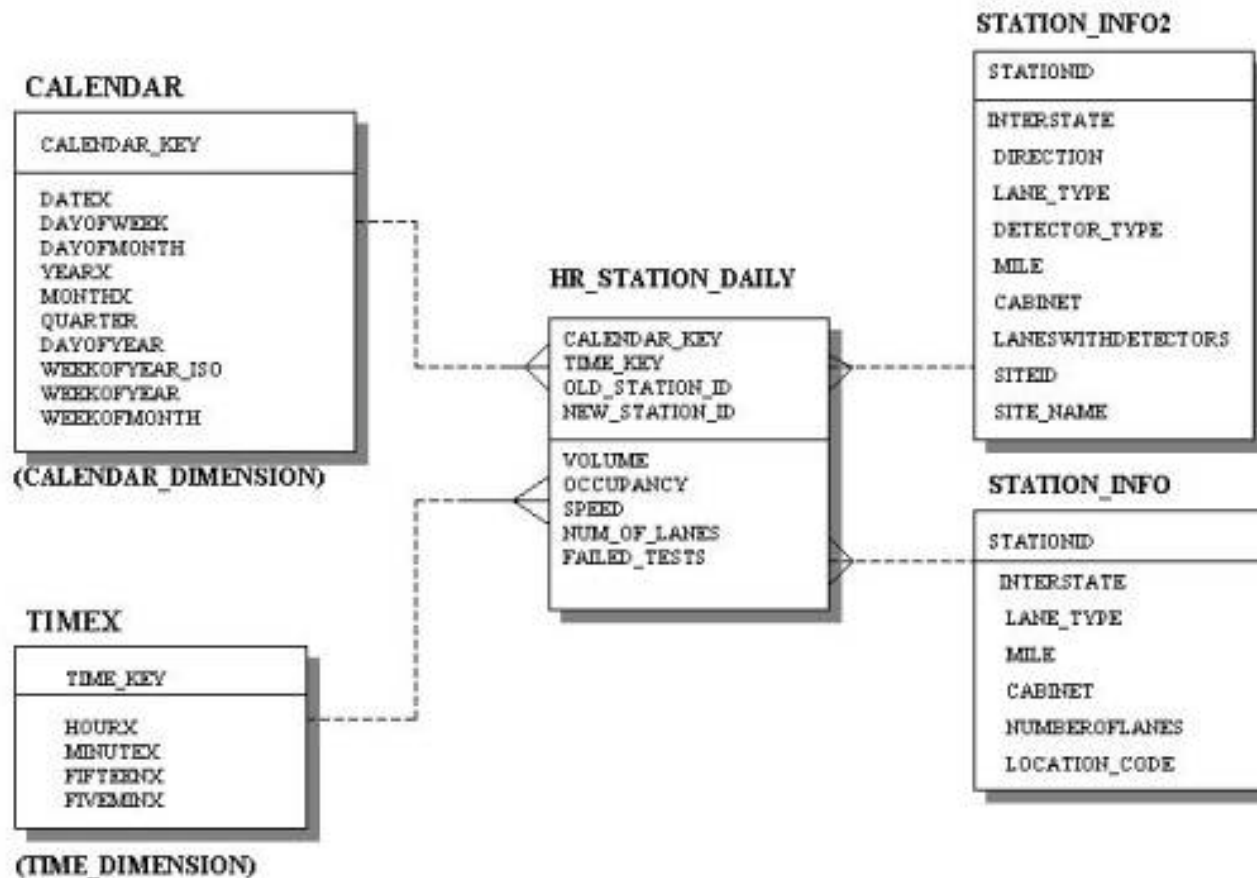 CALENDAR
CALENDAR_KEY
DATEX
DAYOFWEEK
DAYOFMONTH
YEARX
MONTHX
QUARTER
DAYOFYEAR
WEEKOFYEAR_ISO
WEEKOFYEAR
WEEKOFMONTH
(CALENDAR_DIMENSION)
TIMEX
TIME_KEY
HOURX
MINUTEX
FIFTEENX
FIVEMINX
(TIME_DIMENSION)
HR_STATION_DAILY
CALENDAR_KEY
TIME_KEY
OLD_STATION_ID
NEW_STATION_ID
VOLUME
OCCUPANCY
SPEED
NUM_OF_LANES
FAILED_TESTS
STATION_INFO2
STATIONID
INTERSTATE
DIRECTION
LANE_TYPE
DETECTOR_TYPE
MILE
CABINET
LANESWITHDETECTORS
SITEID
SITE_NAME
STATION_INFO
STATIONID
INTERSTATE
LANE_TYPE
MILE
CABINET
NUMBEROFLANES
LOCATION_CODE